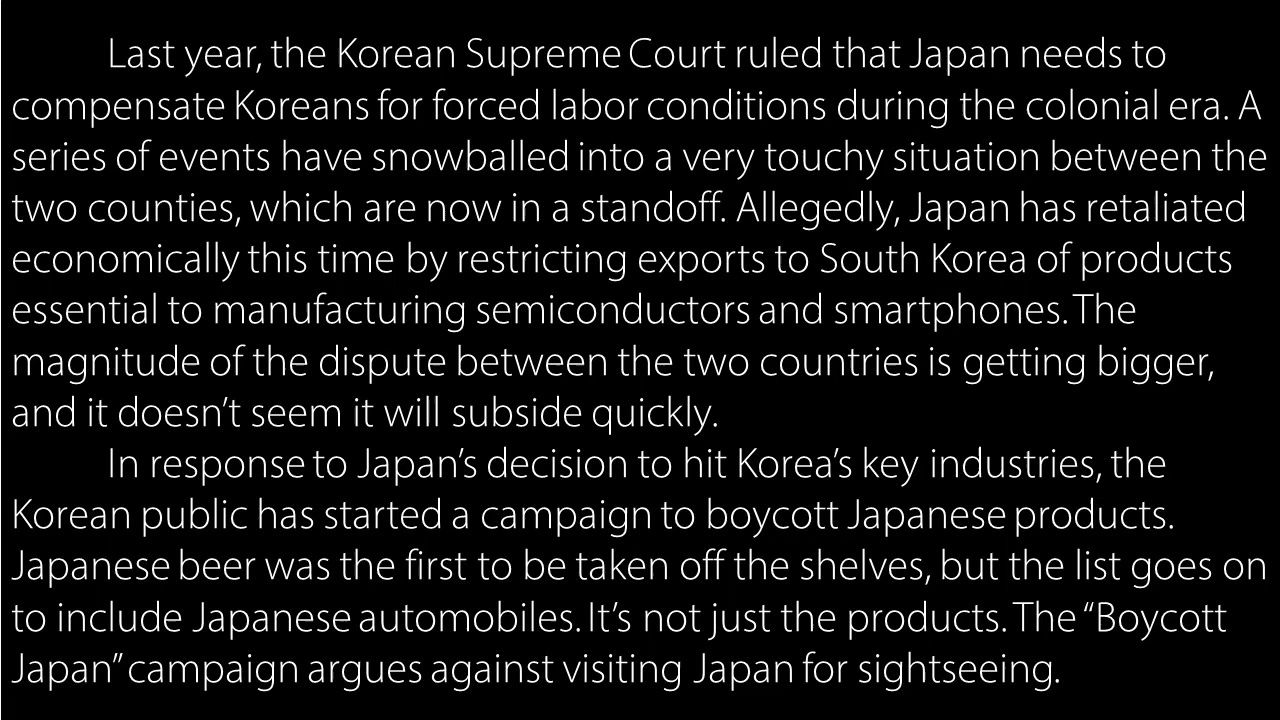 Last year, the Korean Supreme Court ruled that Japan needs to
compensate Koreans for forced labor conditions during the colonial era. A
series of events have snowballed into a very touchy situation between the
two counties, which are now in a standoff. Allegedly, Japan has retaliated
economically this time by restricting exports to South Korea of products
essential to manufacturing semiconductors and smartphones. The
magnitude of the dispute between the two countries is getting bigger,
and it doesn’t seem it will subside quickly.
In response to Japan’s decision to hit Korea’s key industries, the
Korean public has started a campaign to boycott Japanese products.
Japanese beer was the first to be taken off the shelves, but the list goes on
to include Japanese automobiles. It’s not just the products. The “Boycott
Japan” campaign argues against visiting Japan for sightseeing.